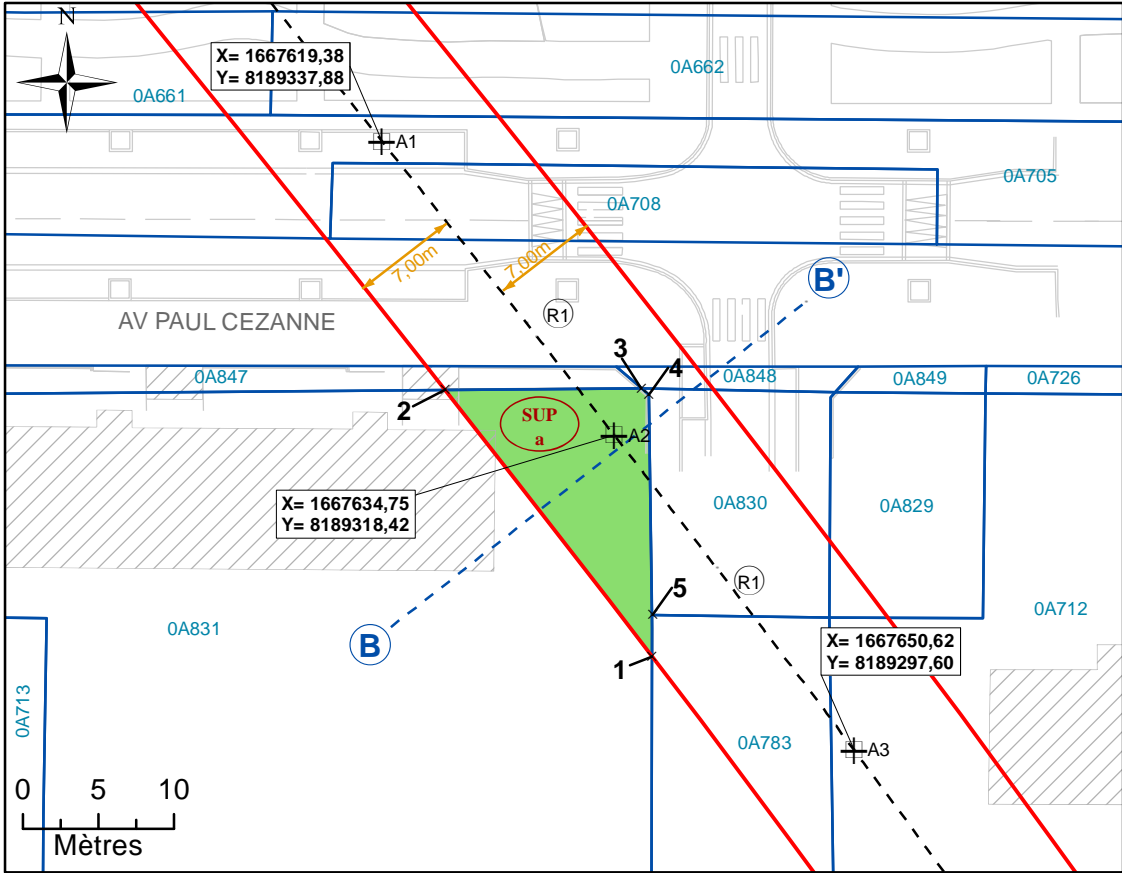 N
X= 1667619,38
Y= 8189337,88
0A662
0A661
A1
0A705
0A708
7,00m
7,00m
B'
R1
AV PAUL CEZANNE
3
4
0A847
0A848
0A849
0A726
2
SUP
a
A2
X= 1667634,75
Y= 8189318,42
0A830
0A829
R1
5
0A712
0A831
B
X= 1667650,62
Y= 8189297,60
1
0A713
0A783
A3
0 5 10
Mètres